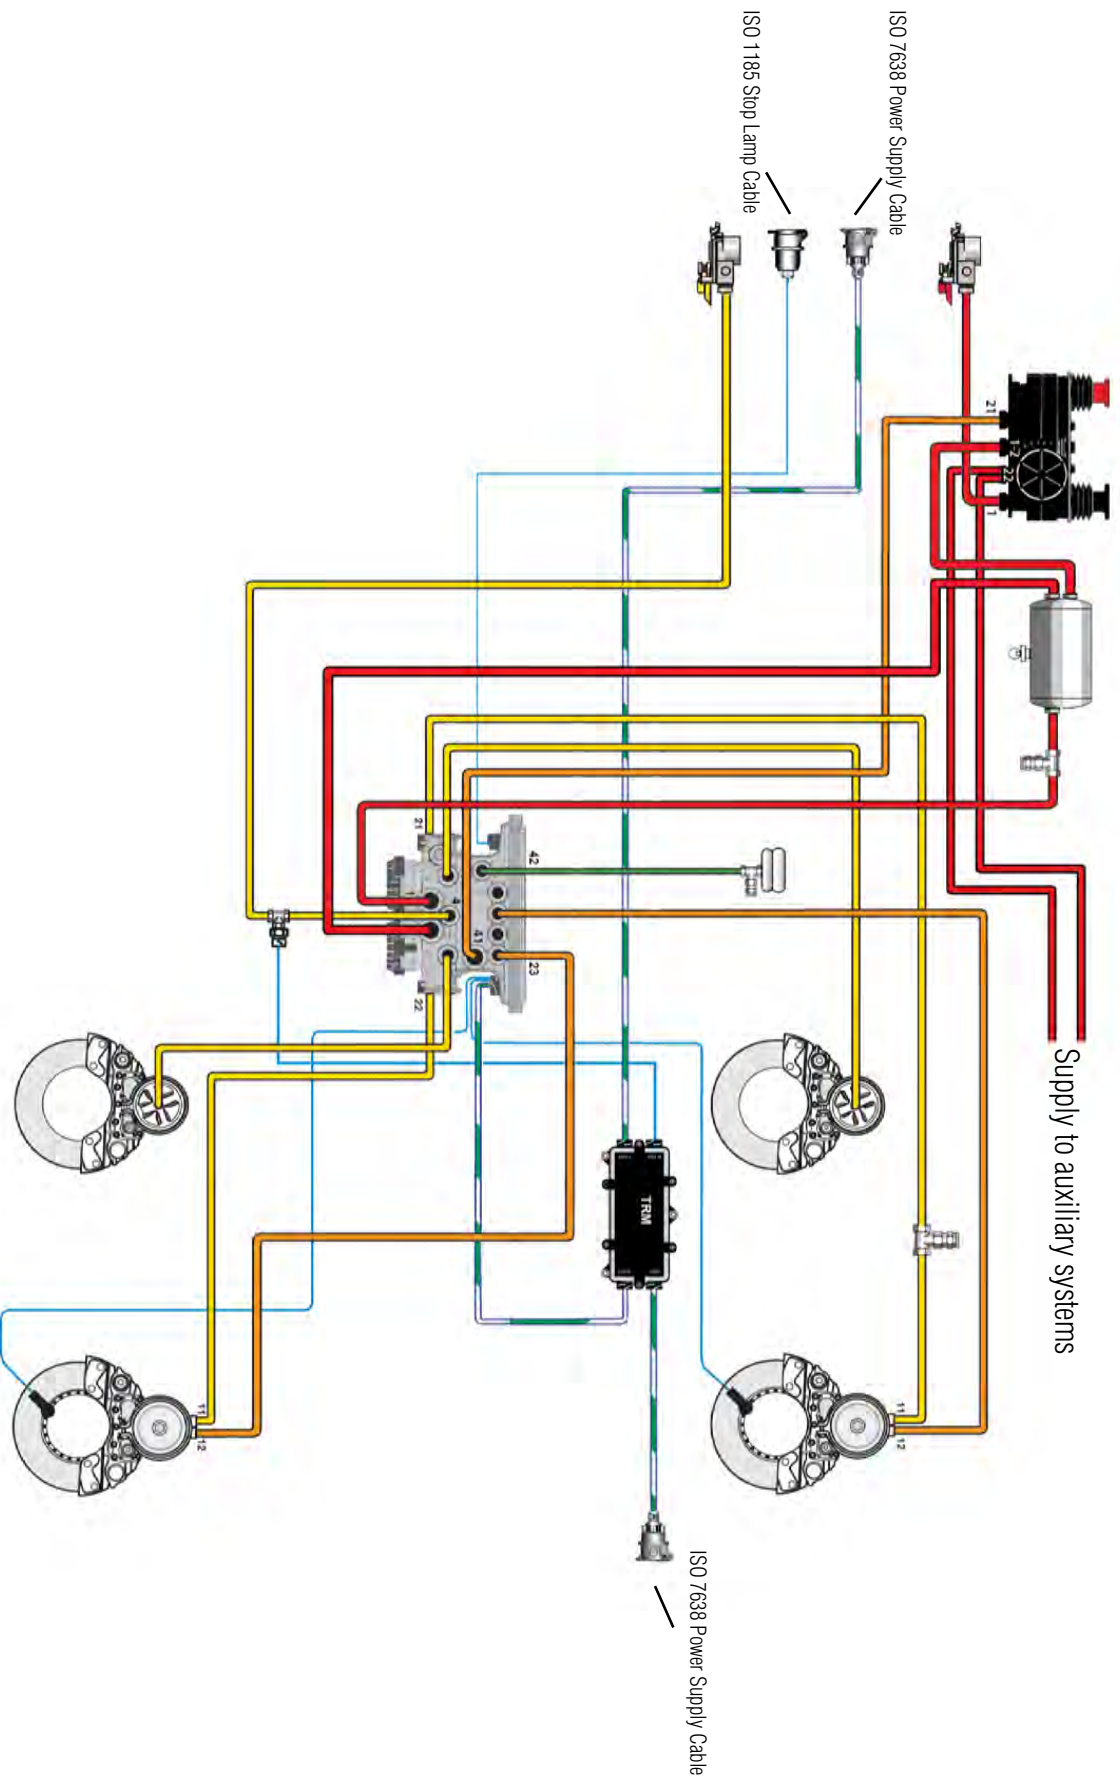 ISO 7638 Power Supply Cable
ISO 1185 Stop Lamp Cable
21
12
22
1
Supply to auxiliary systems
21
42
4
41
23
22
TRM
11
12
11
12
ISO 7638 Power Supply Cable